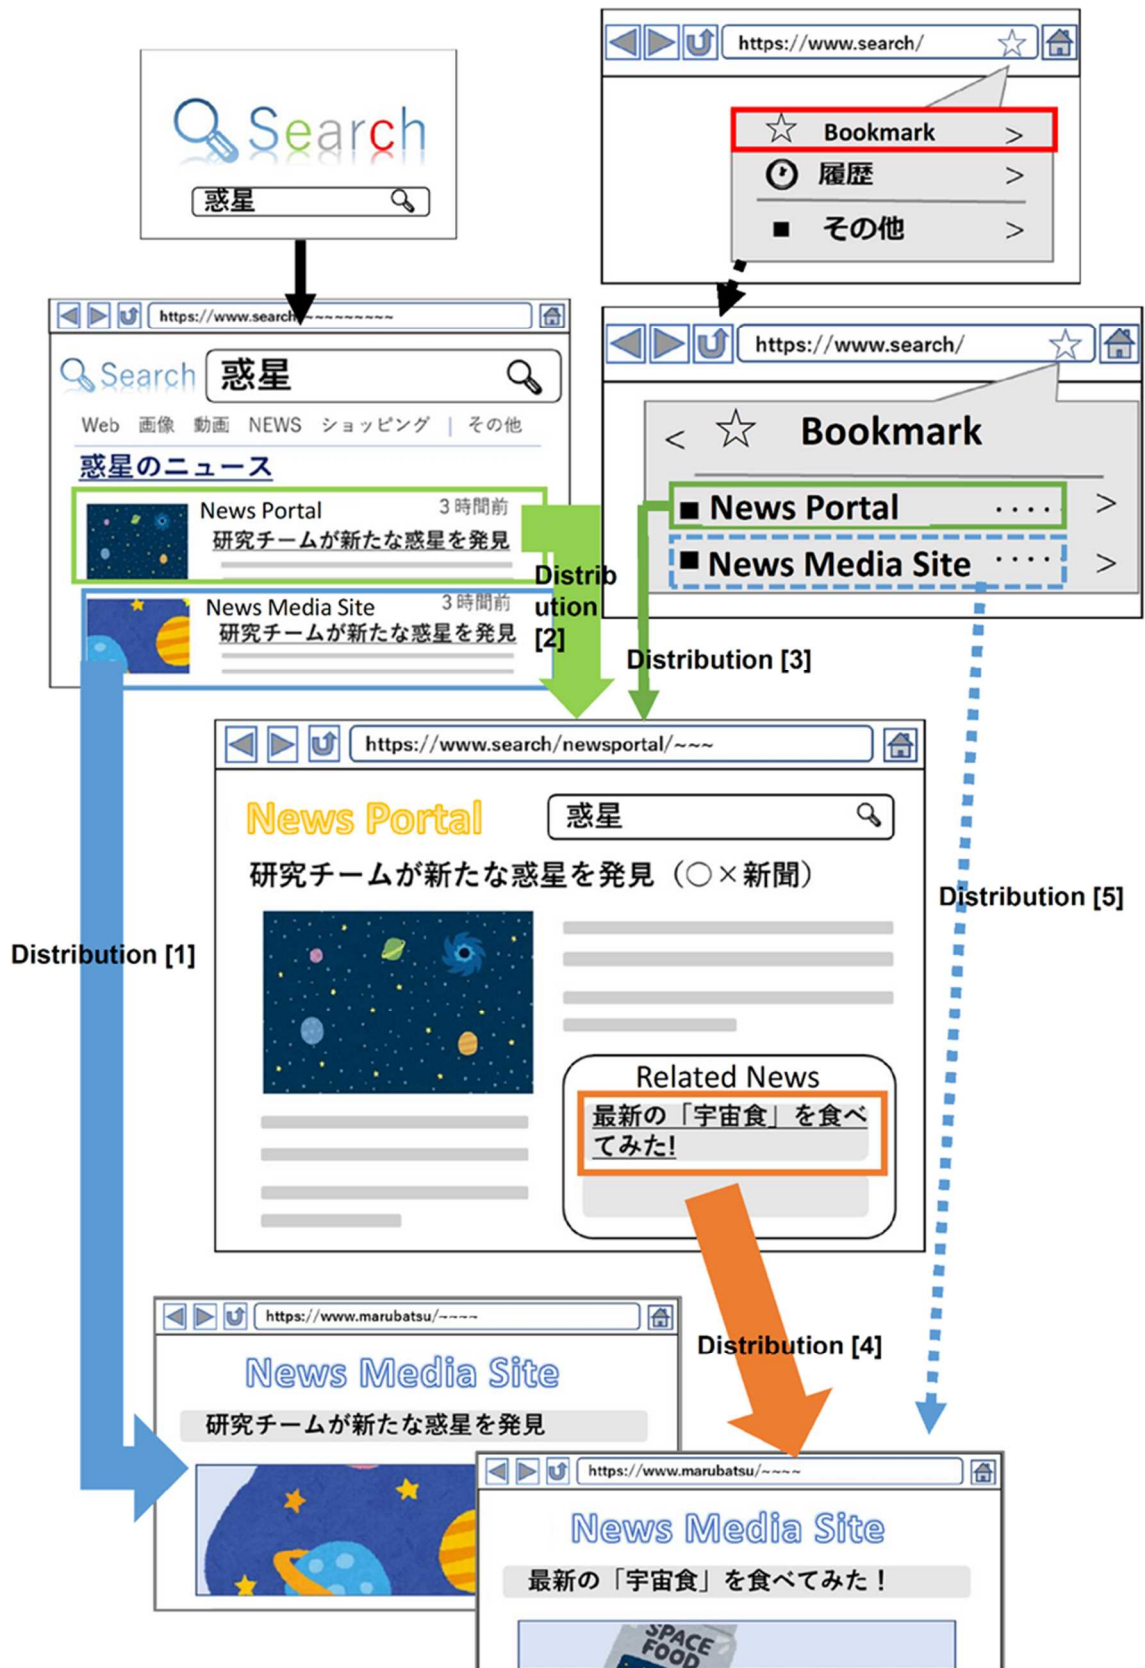 Search
惑星
https://www.search/~~~~~~~~~
Search 惑星
Web 画像 動画 NEWS ショッピング | その他
惑星のニュース
News Portal 3時間前
研究チームが新たな惑星を発見
News Media Site 3時間前
研究チームが新たな惑星を発見
https://www.search/
☆ Bookmark >
履歴 >
■ その他 >
https://www.search/
< ☆ Bookmark
■ News Portal ····· >
■ News Media Site ····· >
Distrib
ution
[2]
Distribution [3]
https://www.search/newsportal/~~~
News Portal 惑星
研究チームが新たな惑星を発見（○×新聞）
Distribution [5]
Distribution [1]
Related News
最新の「宇宙食」を食べ
てみた!
Distribution [4]
https://www.marubatsu/~~~~
News Media Site
研究チームが新たな惑星を発見
https://www.marubatsu/~~~~
News Media Site
最新の「宇宙食」を食べてみた！
SPACE
FOOD